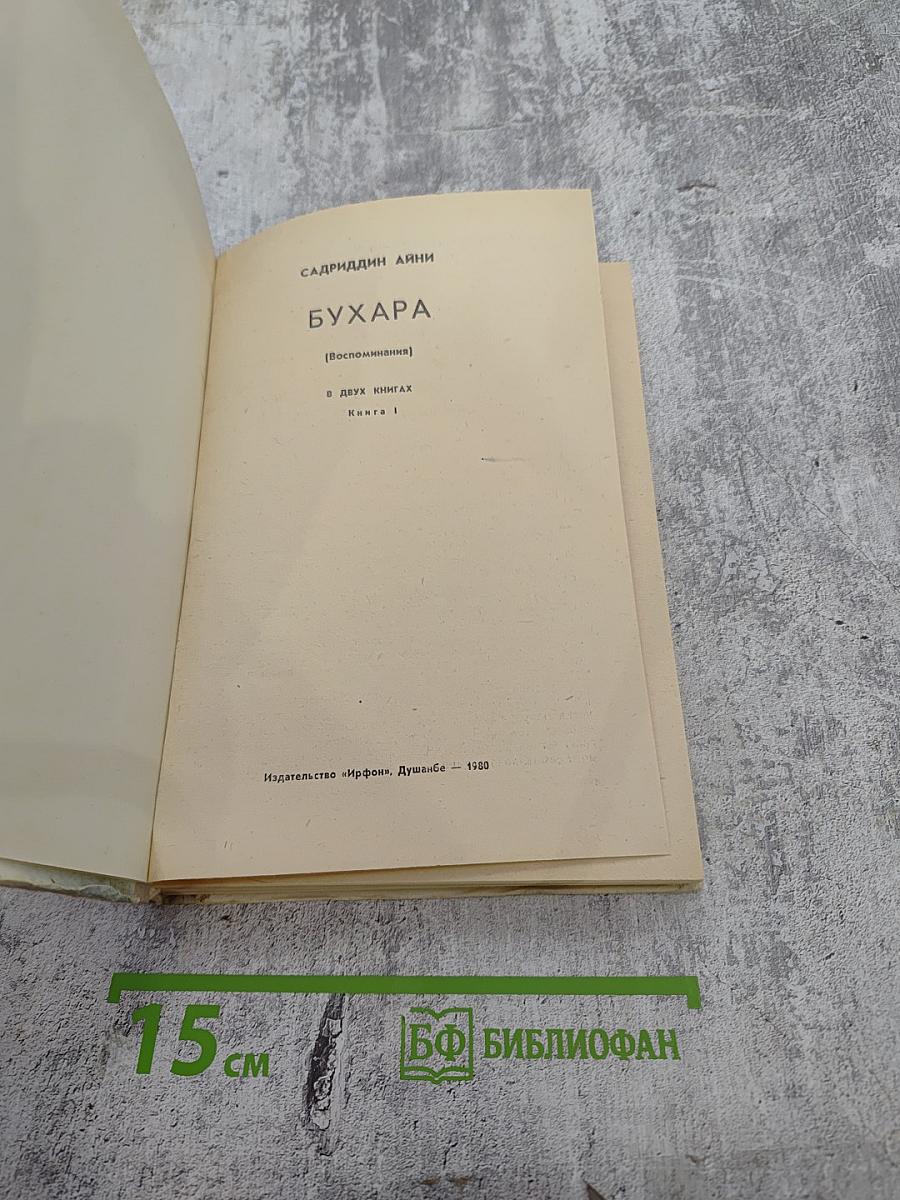 САДРИДДИН АЙНИ
БУХАРА
(Воспоминания)
В ДВУХ КНИГАХ
Книга I
Издательство «Ирфон», Душанбе — 1980
15 см
БФ БИБЛИОФАН